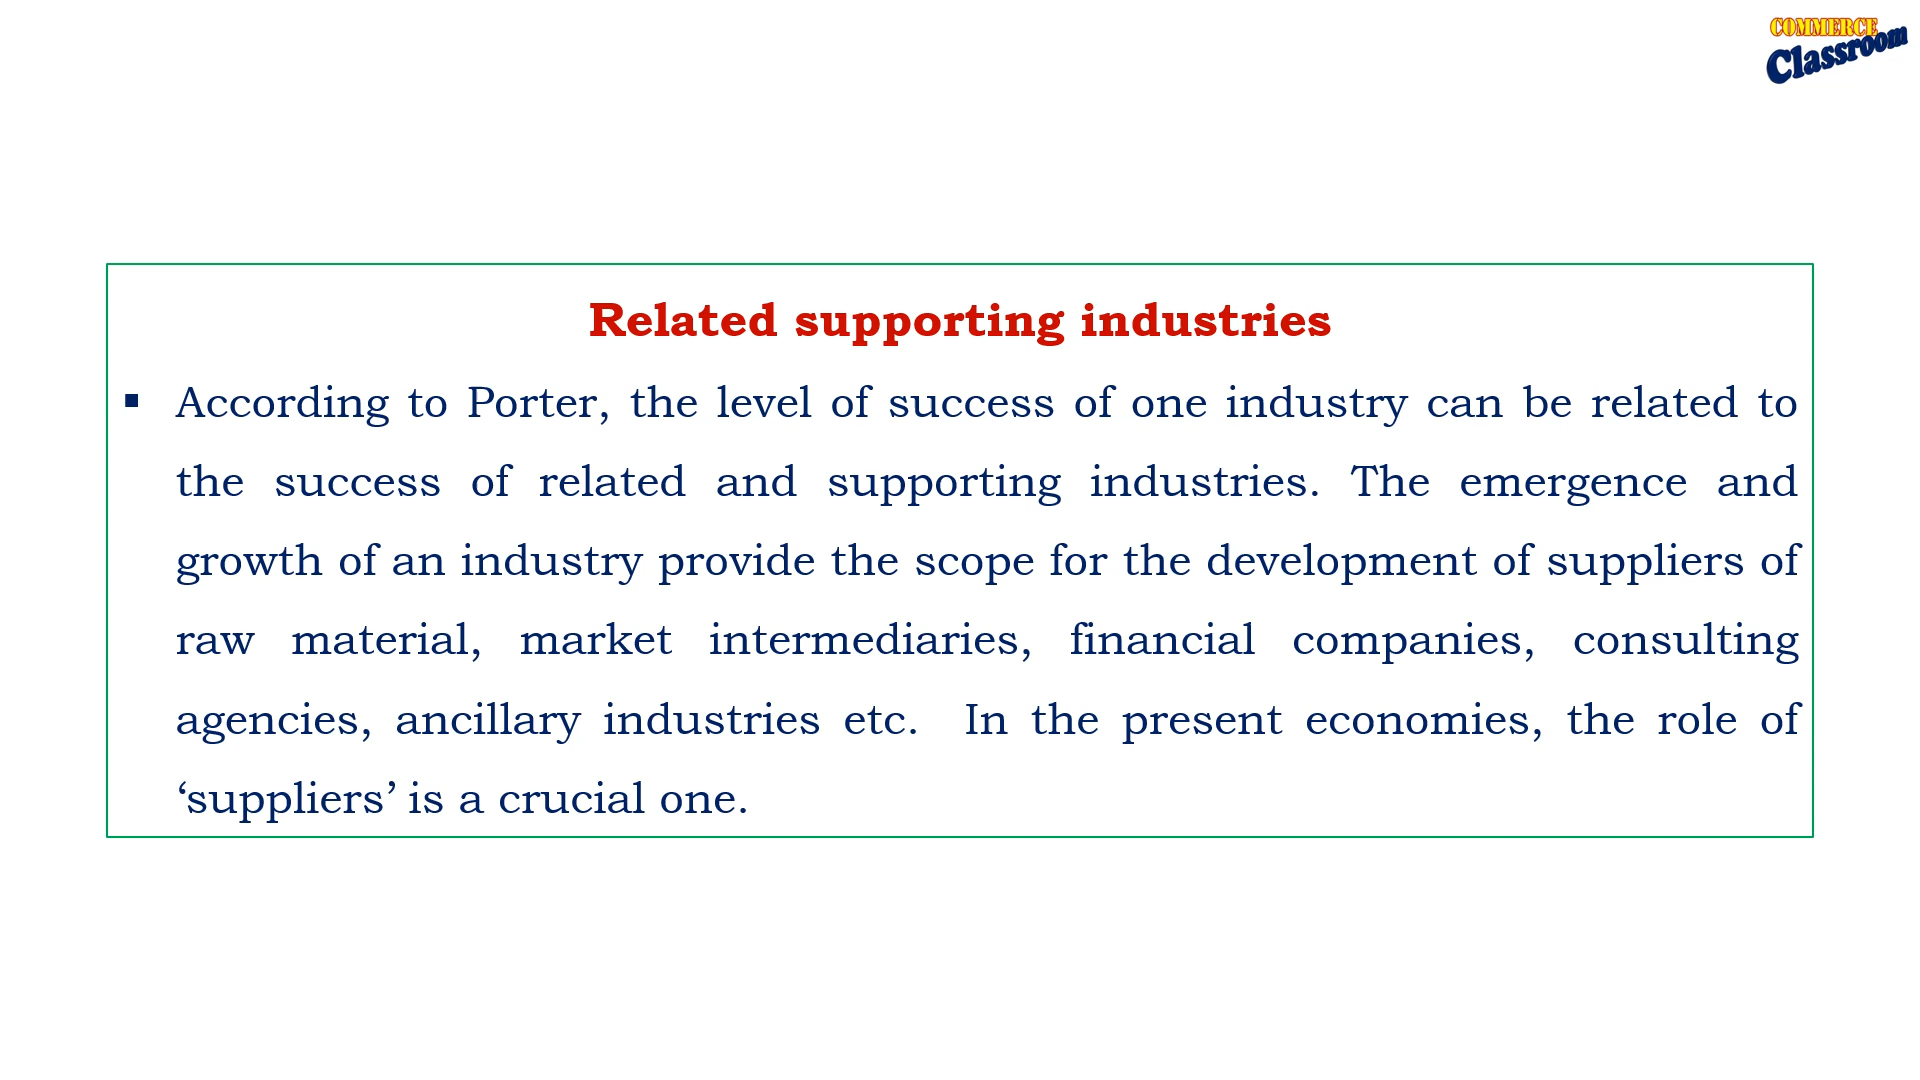 COMMERCE
Classroom
Related supporting industries
▪ According to Porter, the level of success of one industry can be related to
the success of related and supporting industries. The emergence and
growth of an industry provide the scope for the development of suppliers of
raw material, market intermediaries, financial companies, consulting
agencies, ancillary industries etc.  In the present economies, the role of
‘suppliers’ is a crucial one.